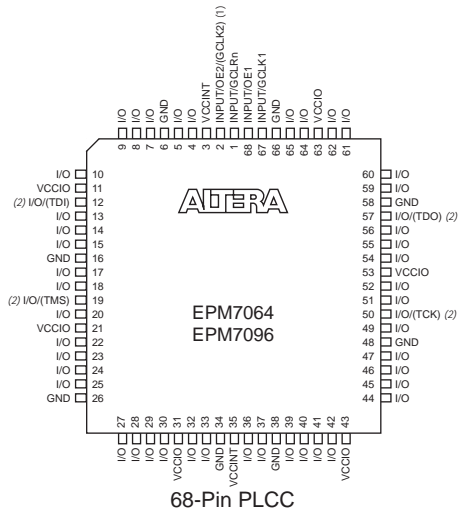 I/O 9
I/O 8
I/O 7
GND 6
I/O 5
I/O 4
VCCINT 3
INPUT/OE2/(GCLK2) (1) 2
INPUT/GCLRn 1
INPUT/OE1 68
INPUT/GCLK1 67
GND 66
I/O 65
I/O 64
VCCIO 63
I/O 62
I/O 61
I/O 10
VCCIO 11
(2) I/O/(TDI) 12
I/O 13
I/O 14
I/O 15
GND 16
I/O 17
I/O 18
(2) I/O/(TMS) 19
I/O 20
VCCIO 21
I/O 22
I/O 23
I/O 24
I/O 25
GND 26
ALTERA
EPM7064
EPM7096
60 I/O
59 I/O
58 GND
57 I/O/(TDO) (2)
56 I/O
55 I/O
54 I/O
53 VCCIO
52 I/O
51 I/O
50 I/O/(TCK) (2)
49 I/O
48 GND
47 I/O
46 I/O
45 I/O
44 I/O
27 I/O
28 I/O
29 I/O
30 I/O
31 VCCIO
32 I/O
33 I/O
34 GND
35 VCCINT
36 I/O
37 I/O
38 GND
39 I/O
40 I/O
41 I/O
42 I/O
43 VCCIO
68-Pin PLCC